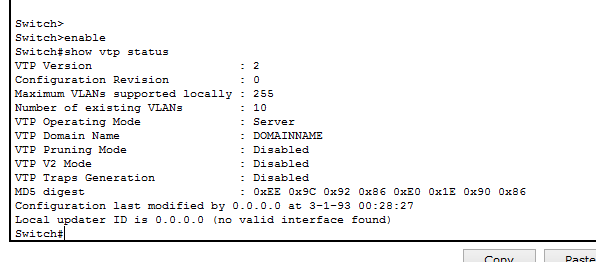 Switch>
Switch>enable
Switch#show vtp status
VTP Version : 2
Configuration Revision : 0
Maximum VLANs supported locally : 255
Number of existing VLANs : 10
VTP Operating Mode : Server
VTP Domain Name : DOMAINNAME
VTP Pruning Mode : Disabled
VTP V2 Mode : Disabled
VTP Traps Generation : Disabled
MD5 digest : 0xEE 0x9C 0x92 0x86 0xE0 0x1E 0x90 0x86
Configuration last modified by 0.0.0.0 at 3-1-93 00:28:27
Local updater ID is 0.0.0.0 (no valid interface found)
Switch#
Copy Paste